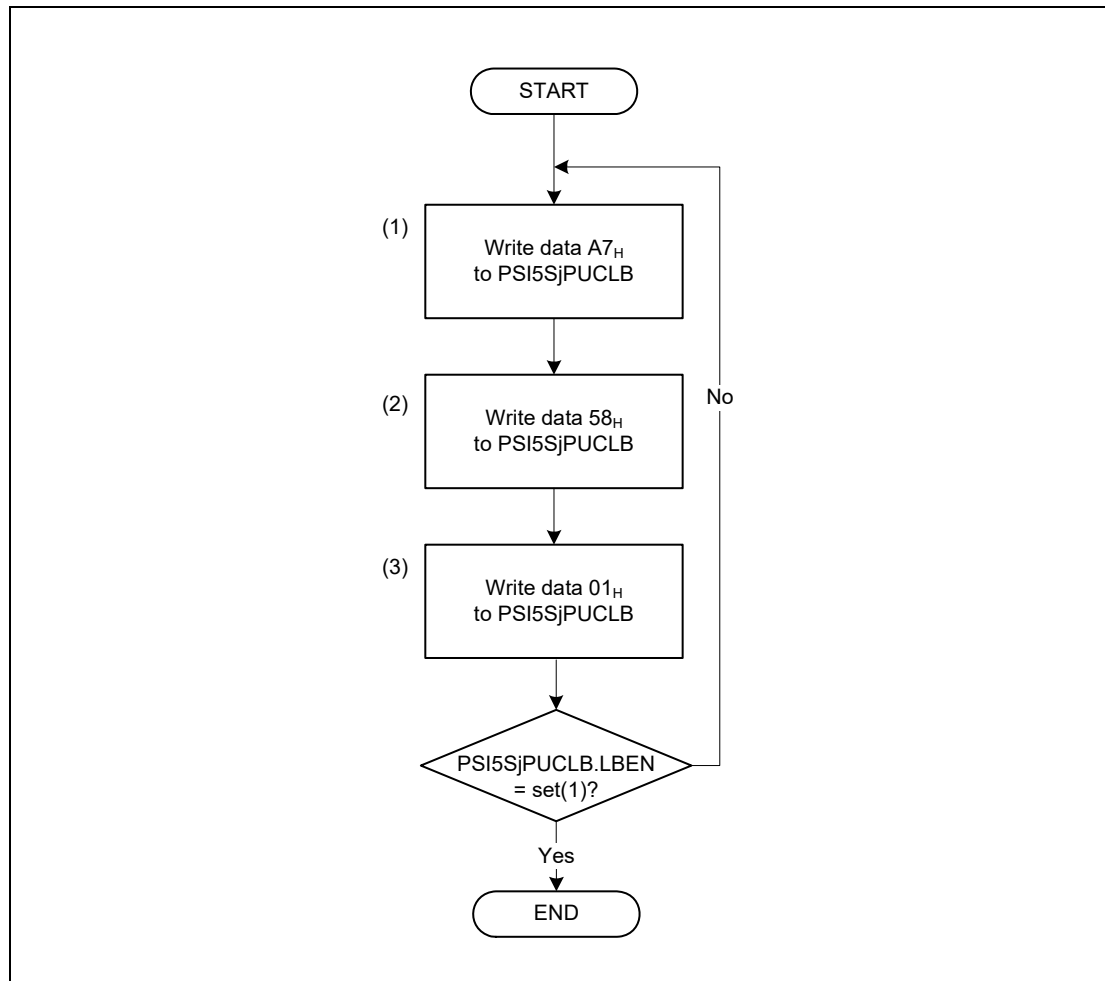 START
(1)
Write data A7H
to PSI5SjPUCLB
(2)
Write data 58H
to PSI5SjPUCLB
No
(3)
Write data 01H
to PSI5SjPUCLB
PSI5SjPUCLB.LBEN
= set(1)?
Yes
END